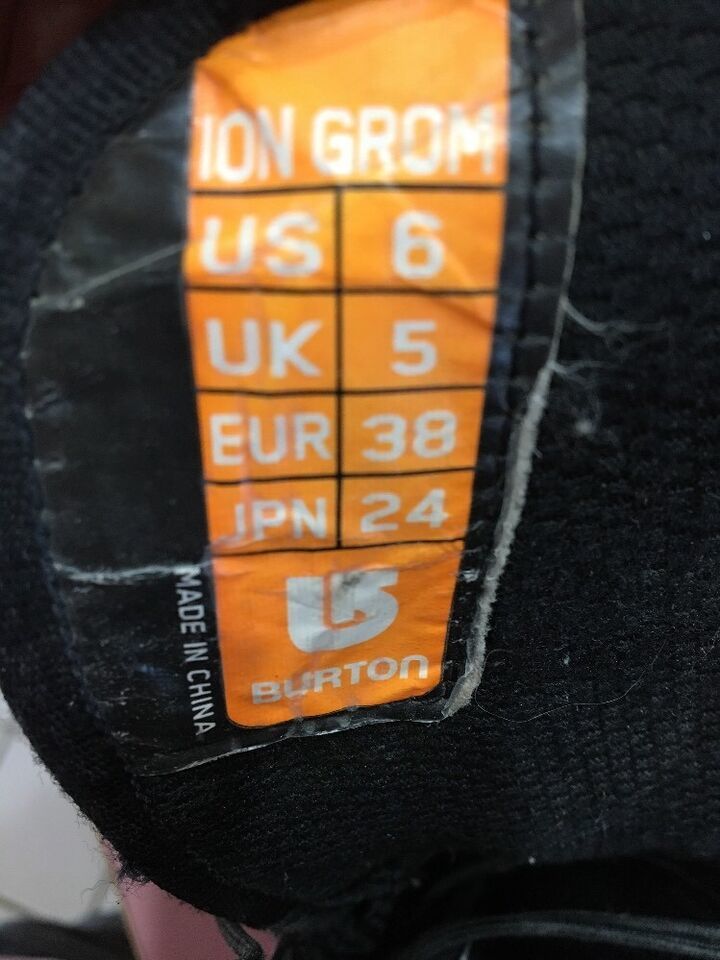 ION GROM
US 6
UK 5
EUR 38
JPN 24
BURTON
MADE IN CHINA